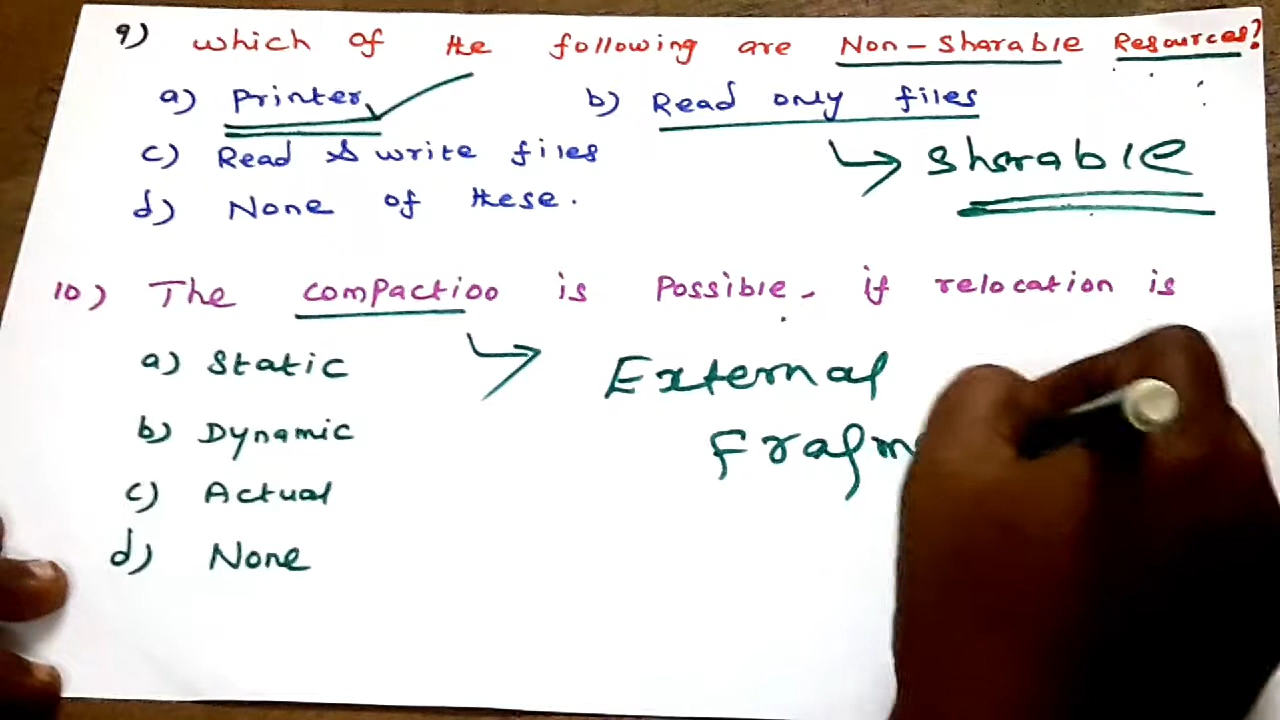 9) which of the following are Non-Sharable Resources?
a) Printer b) Read only files
c) Read & write files
Sharable
d) None of these.
10) The compaction is Possible, if relocation is
a) Static
External
b) Dynamic
c) Actual
d) None